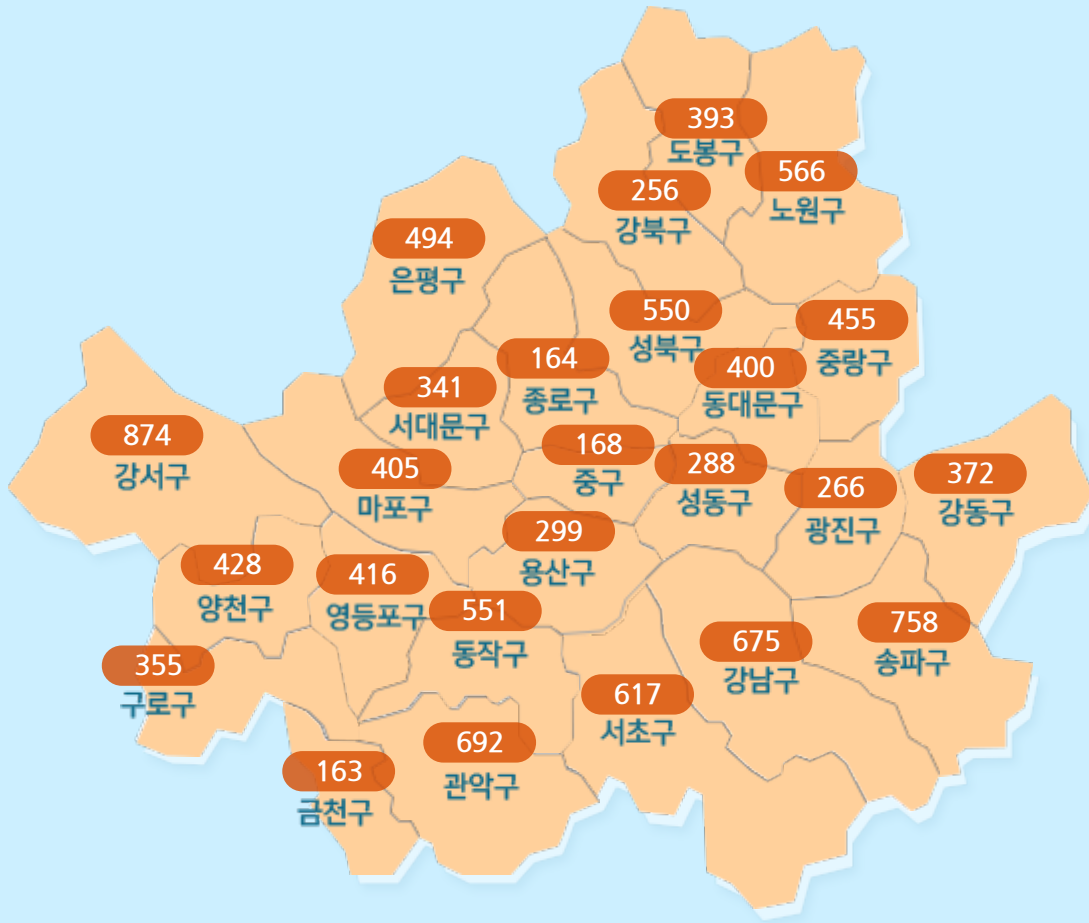 393
도봉구
566
노원구
256
강북구
494
은평구
550
성북구
455
중랑구
164
종로구
400
동대문구
341
서대문구
874
강서구
405
마포구
168
중구
288
성동구
266
광진구
372
강동구
299
용산구
428
양천구
416
영등포구
551
동작구
675
강남구
758
송파구
355
구로구
617
서초구
692
관악구
163
금천구